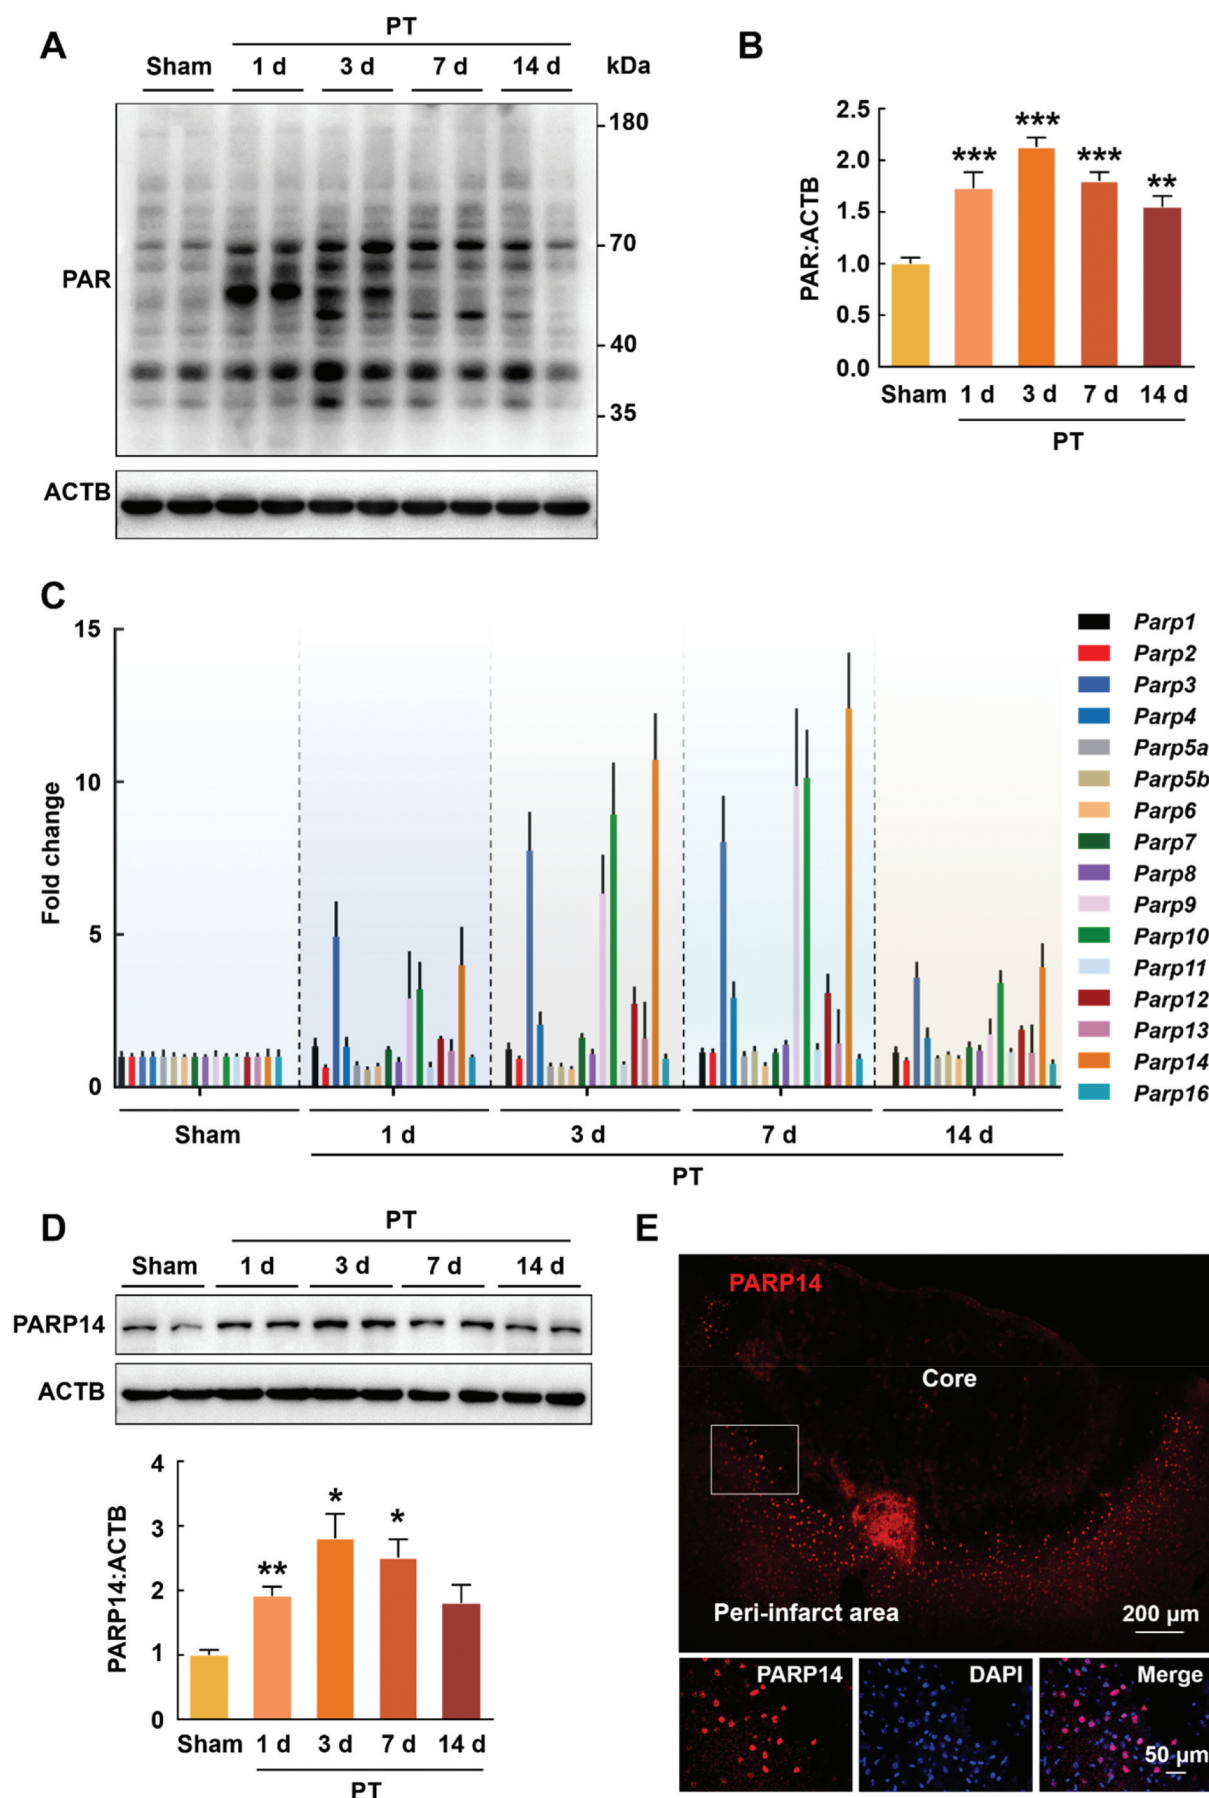 A
PT
Sham 1 d 3 d 7 d 14 d kDa
180
70
PAR
40
35
ACTB
B
PAR:ACTB
2.5
2.0
1.5
1.0
0.5
0.0
*** *** *** **
Sham 1 d 3 d 7 d 14 d
PT
C
Fold change
15
10
5
0
Sham 1 d 3 d 7 d 14 d
PT
Parp1
Parp2
Parp3
Parp4
Parp5a
Parp5b
Parp6
Parp7
Parp8
Parp9
Parp10
Parp11
Parp12
Parp13
Parp14
Parp16
D
PT
Sham 1 d 3 d 7 d 14 d
PARP14
ACTB
PARP14:ACTB
4
3
2
1
0
** * *
Sham 1 d 3 d 7 d 14 d
PT
E
PARP14
Core
Peri-infarct area
200 µm
PARP14 DAPI Merge
50 µm